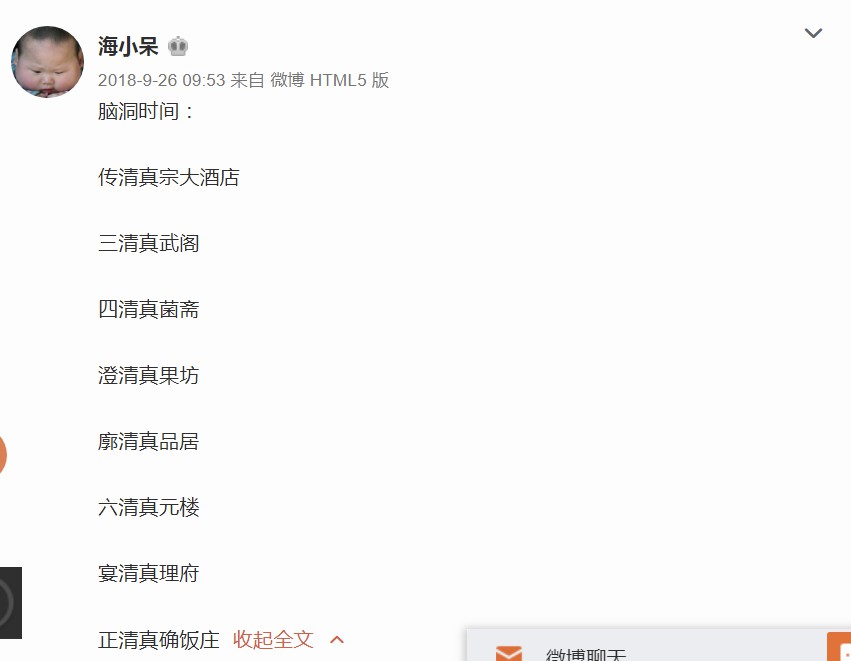 海小呆
2018-9-26 09:53 来自 微博 HTML5 版
脑洞时间：
传清真宗大酒店
三清真武阁
四清真菌斋
澄清真果坊
廓清真品居
六清真元楼
宴清真理府
正清真确饭庄 收起全文
微博聊天